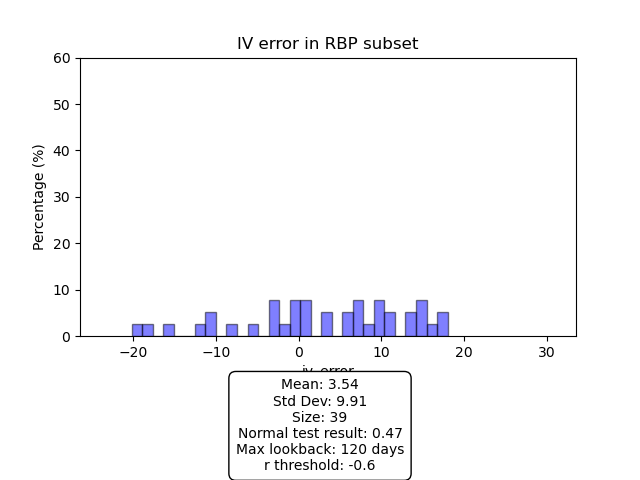 IV error in RBP subset
Percentage (%)
60
50
40
30
20
10
0
−20
−10
0
10
20
30
iv_error
Mean: 3.54
Std Dev: 9.91
Size: 39
Normal test result: 0.47
Max lookback: 120 days
r threshold: -0.6